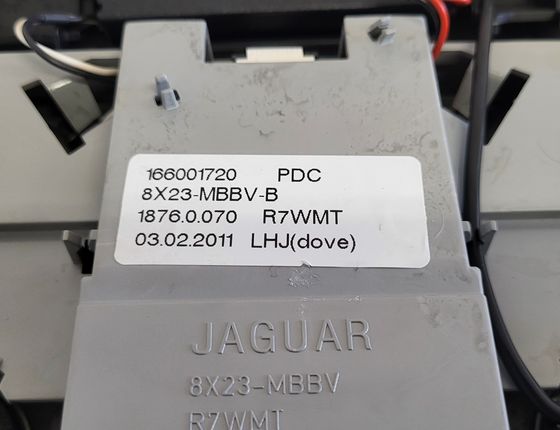 166001720 PDC
8X23-MBBV-B
1876.0.070 R7WMT
03.02.2011 LHJ(dove)
JAGUAR
8X23-MBBV
R7WMT